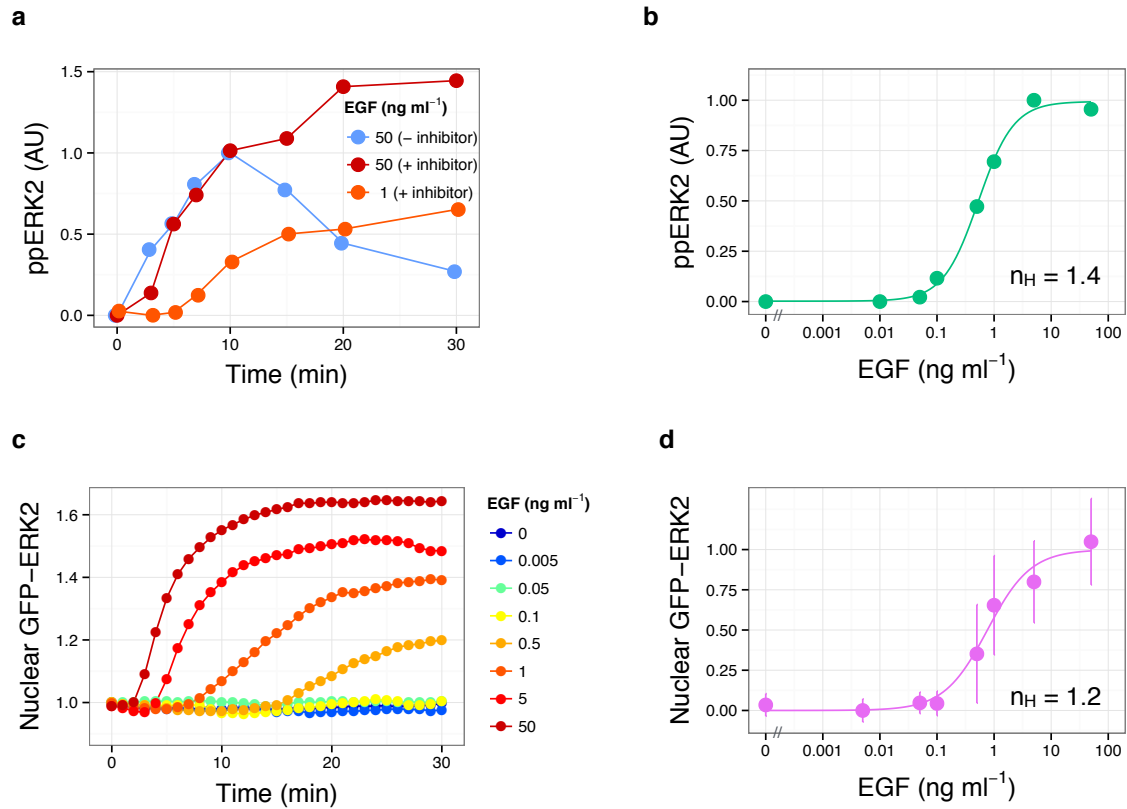 a
ppERK2 (AU)
1.5
1.0
0.5
0.0
0
10
20
30
Time (min)
EGF (ng ml⁻¹)
50 (− inhibitor)
50 (+ inhibitor)
1 (+ inhibitor)
b
ppERK2 (AU)
1.00
0.75
0.50
0.25
0.00
0
//
0.001
0.01
0.1
1
10
100
EGF (ng ml⁻¹)
n_H = 1.4
c
Nuclear GFP−ERK2
1.6
1.4
1.2
1.0
0
10
20
30
Time (min)
EGF (ng ml⁻¹)
0
0.005
0.05
0.1
0.5
1
5
50
d
Nuclear GFP−ERK2
1.00
0.75
0.50
0.25
0.00
0
//
0.001
0.01
0.1
1
10
100
EGF (ng ml⁻¹)
n_H = 1.2